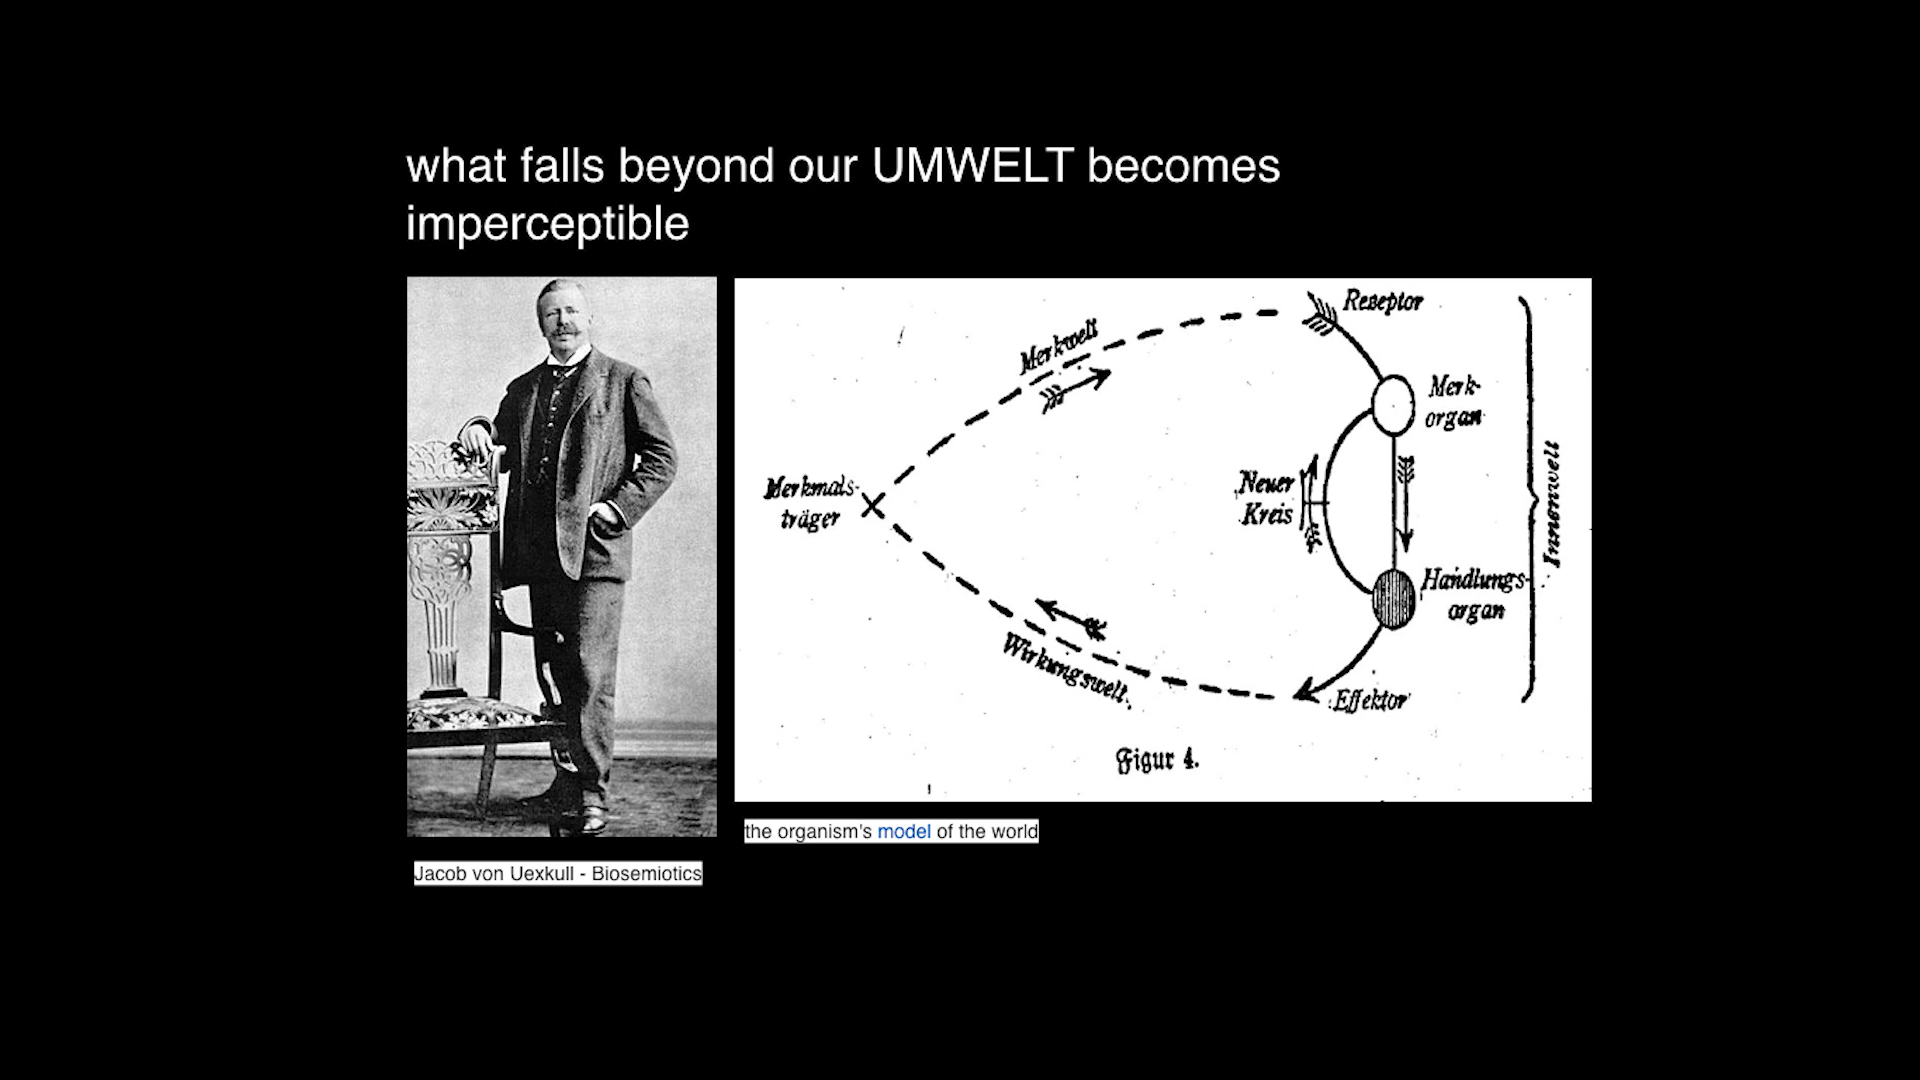 what falls beyond our UMWELT becomes
imperceptible
Reseptor
Merkwelt
Merk-
organ
Merkmals-
träger
Neuer
Kreis
Innenwelt
Handlungs-
organ
Wirkungswelt.
Effektor
Figur 4.
the organism's model of the world
Jacob von Uexkull - Biosemiotics